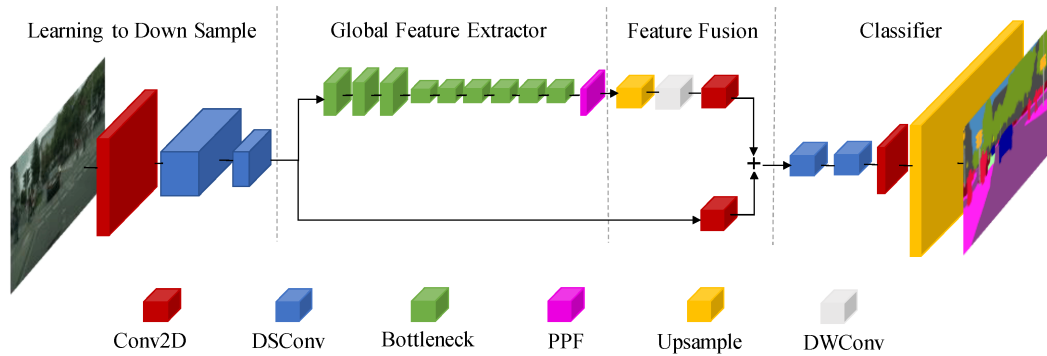 Learning to Down Sample
Global Feature Extractor
Feature Fusion
Classifier
+
Conv2D
DSConv
Bottleneck
PPF
Upsample
DWConv